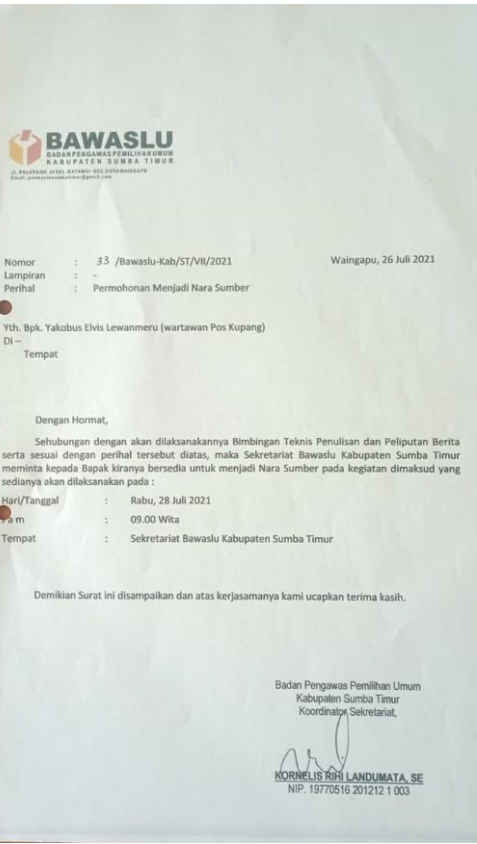 BAWASLU
BADAN PENGAWAS PEMILIHAN UMUM
KABUPATEN SUMBA TIMUR
Nomor : 33 /Bawaslu-Kab/ST/VII/2021 Waingapu, 26 Juli 2021
Lampiran : -
Perihal : Permohonan Menjadi Nara Sumber
Yth. Bpk. Yakobus Elvis Lewanmeru (wartawan Pos Kupang)
Di –
Tempat
Dengan Hormat,
Sehubungan dengan akan dilaksanakannya Bimbingan Teknis Penulisan dan Peliputan Berita
serta sesuai dengan perihal tersebut diatas, maka Sekretariat Bawaslu Kabupaten Sumba Timur
meminta kepada Bapak kiranya bersedia untuk menjadi Nara Sumber pada kegiatan dimaksud yang
sedianya akan dilaksanakan pada :
Hari/Tanggal : Rabu, 28 Juli 2021
Jam : 09.00 Wita
Tempat : Sekretariat Bawaslu Kabupaten Sumba Timur
Demikian Surat ini disampaikan dan atas kerjasamanya kami ucapkan terima kasih.
Badan Pengawas Pemilihan Umum
Kabupaten Sumba Timur
Koordinator Sekretariat,
KORNELIS RIHI LANDUMATA, SE
NIP. 19770516 201212 1 003